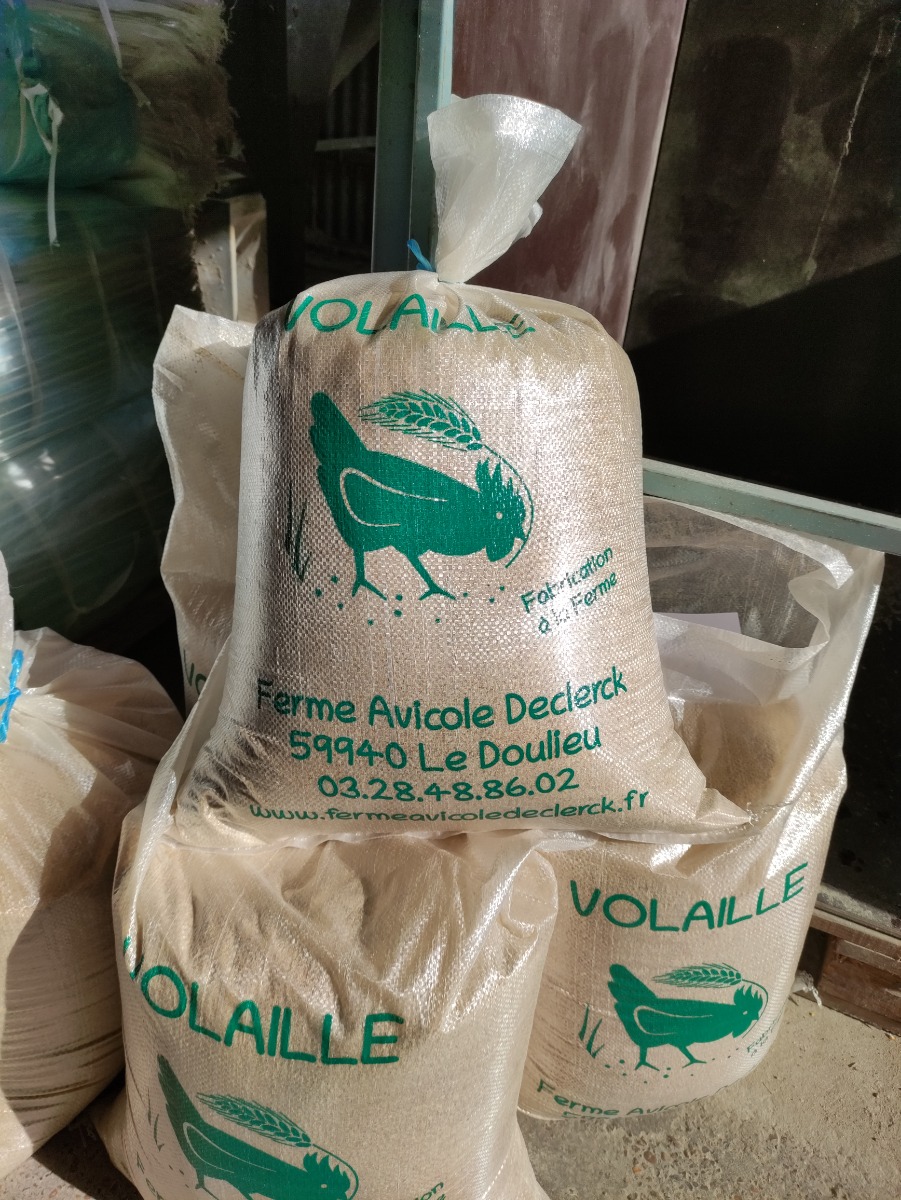 VOLAILLE
Fabrication
à la Ferme
Ferme Avicole Declerck
59940 Le Doulieu
03.28.48.86.02
www.fermeavicoledeclerck.fr
VOLAILLE
VOLAILLE
Ferme